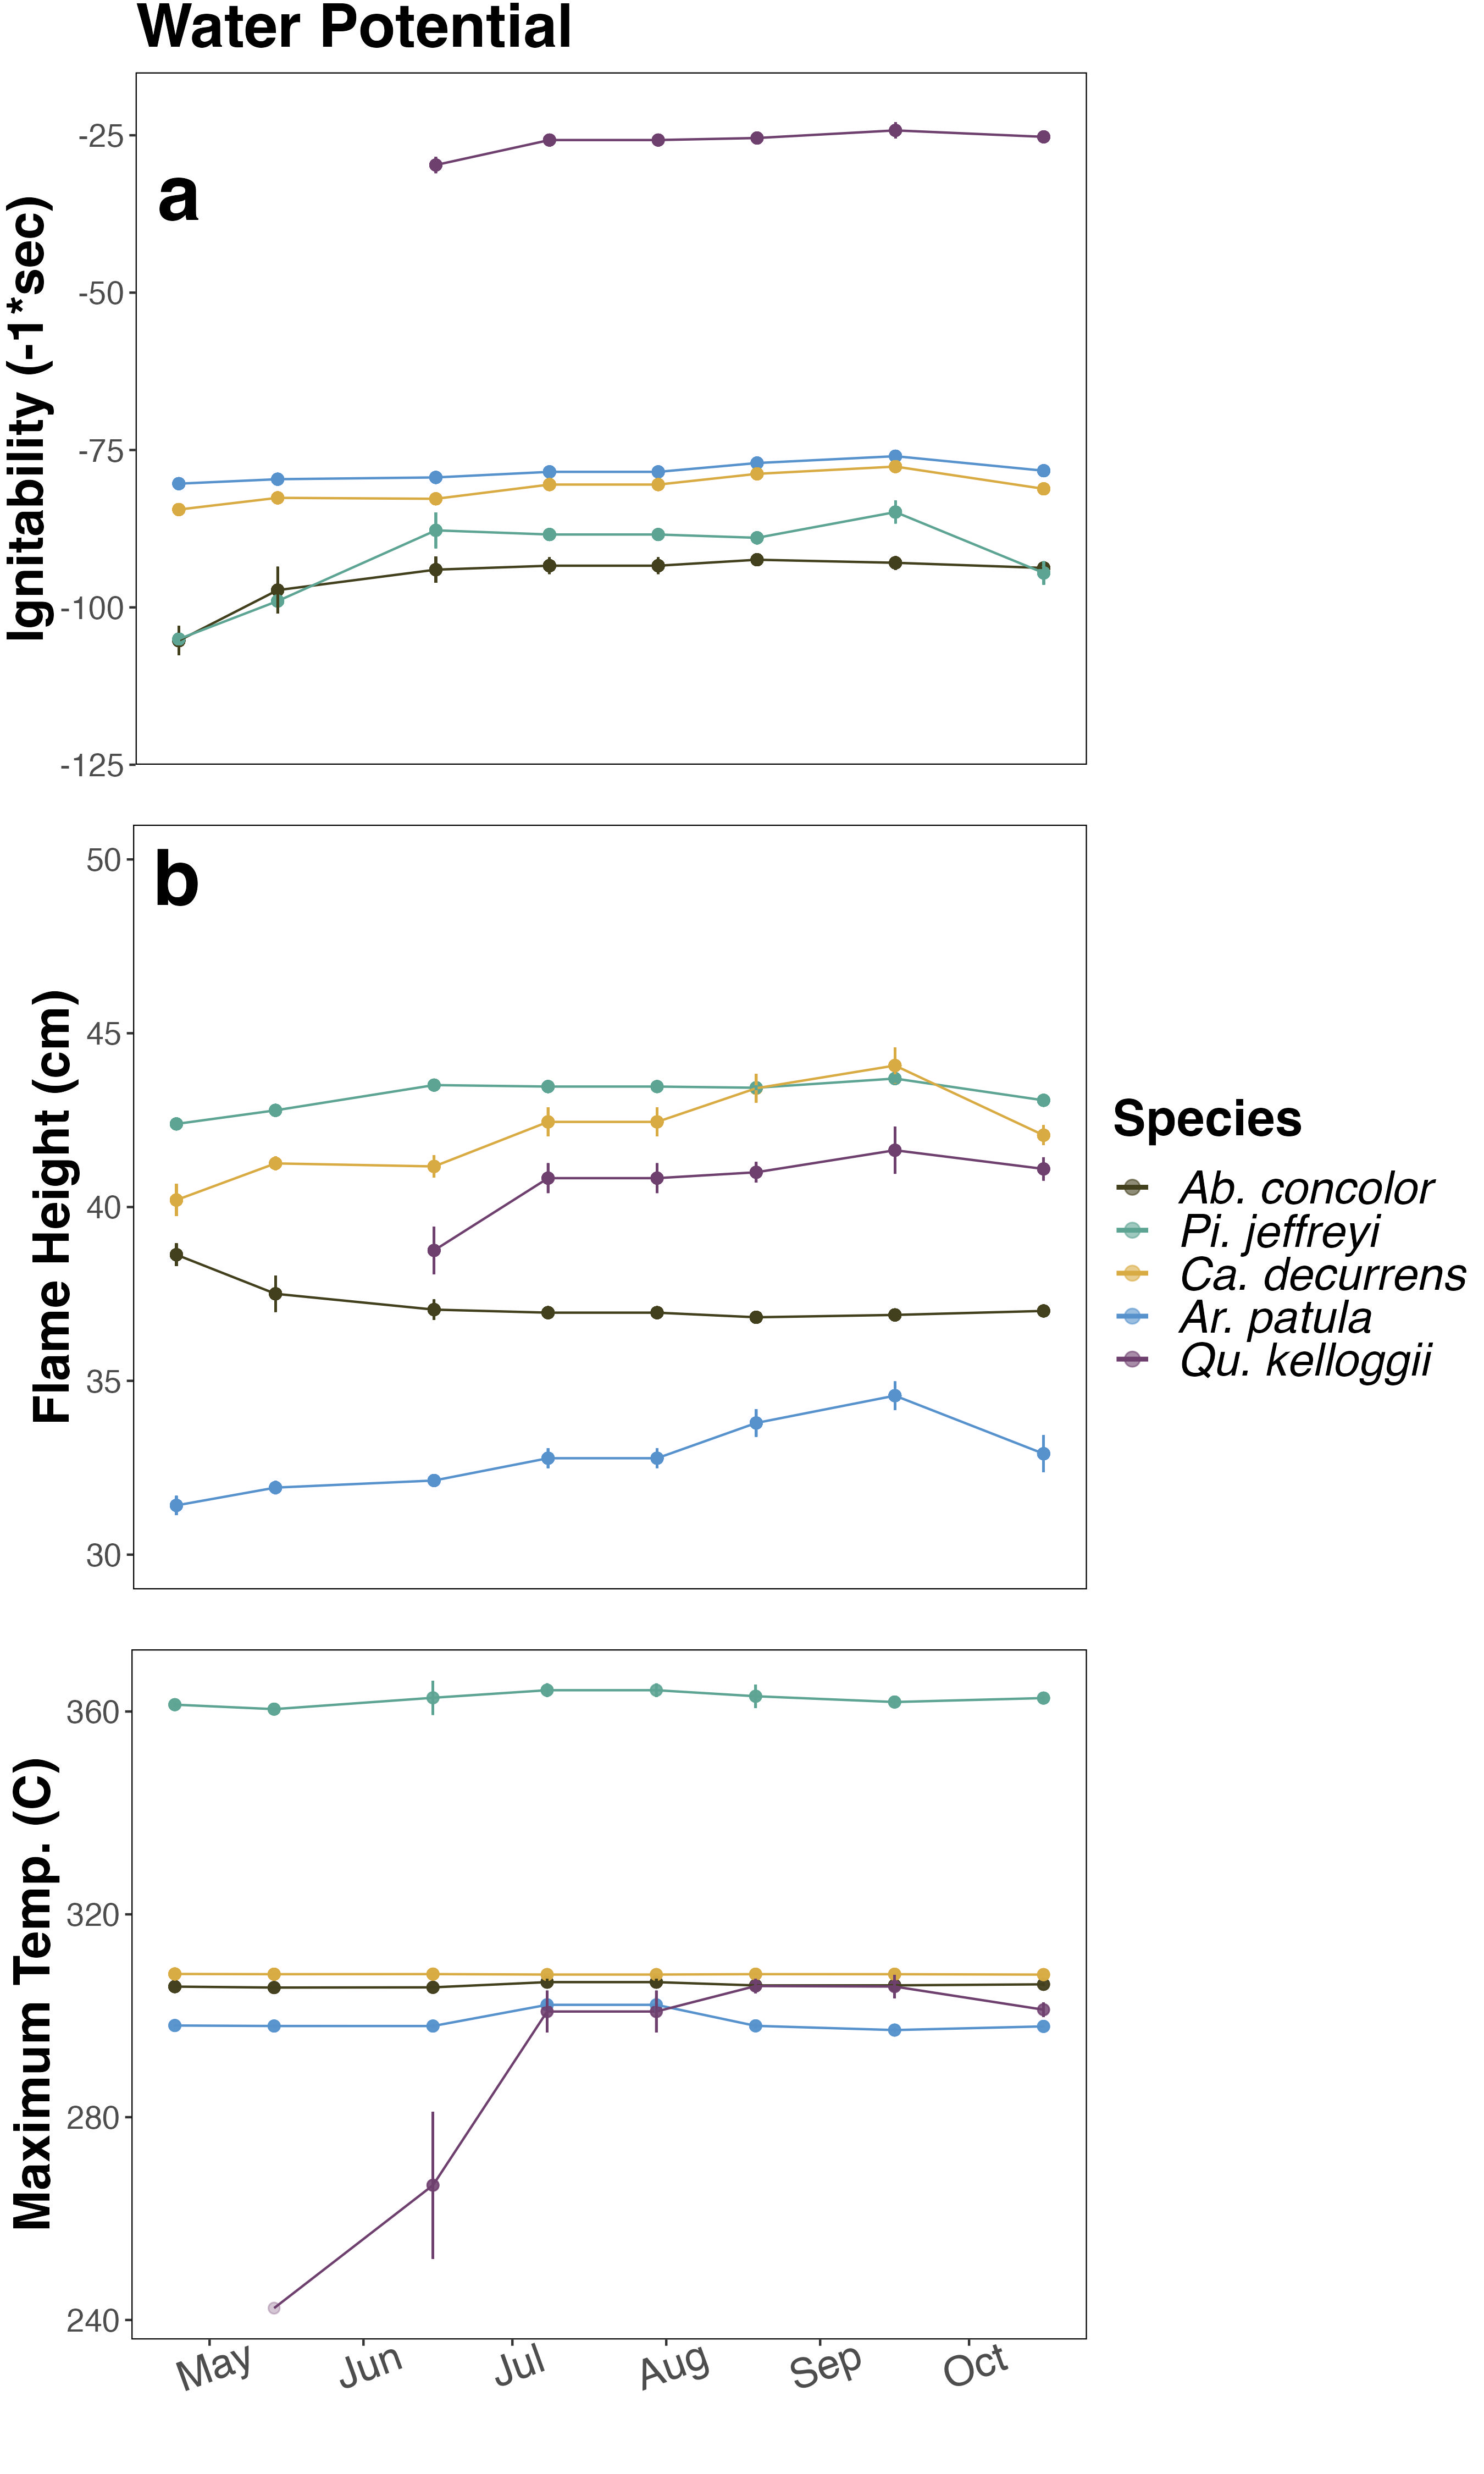 Water Potential
Ignitability (-1*sec)
-25
-50
-75
-100
-125
a
Flame Height (cm)
50
45
40
35
30
b
Species
Ab. concolor
Pi. jeffreyi
Ca. decurrens
Ar. patula
Qu. kelloggii
Maximum Temp. (C)
360
320
280
240
May Jun Jul Aug Sep Oct